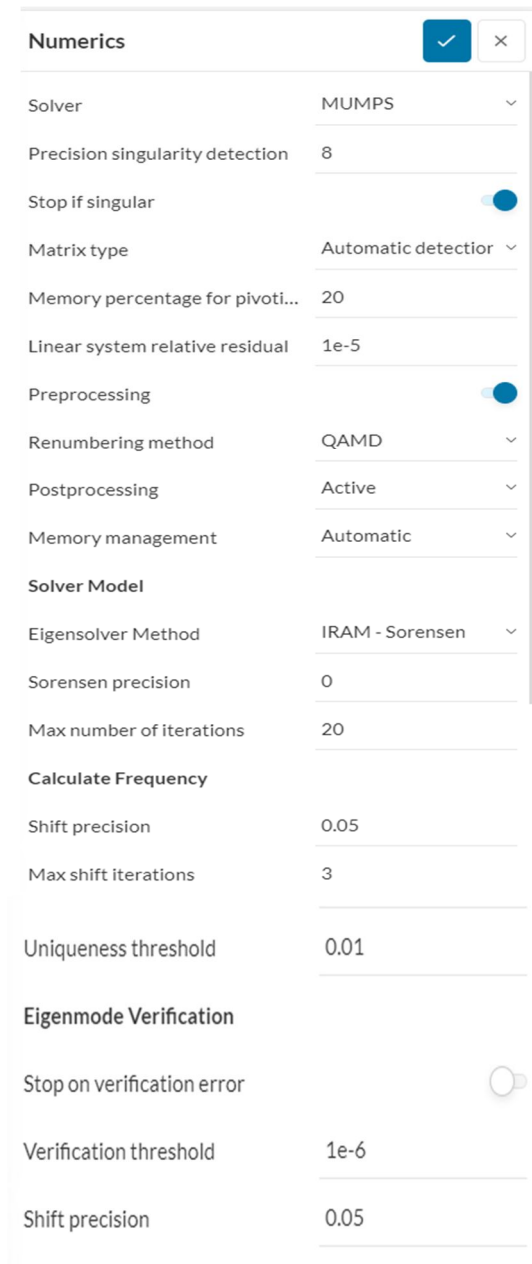 Numerics
Solver MUMPS
Precision singularity detection 8
Stop if singular
Matrix type Automatic detection
Memory percentage for pivoti... 20
Linear system relative residual 1e-5
Preprocessing
Renumbering method QAMD
Postprocessing Active
Memory management Automatic
Solver Model
Eigensolver Method IRAM - Sorensen
Sorensen precision 0
Max number of iterations 20
Calculate Frequency
Shift precision 0.05
Max shift iterations 3
Uniqueness threshold 0.01
Eigenmode Verification
Stop on verification error
Verification threshold 1e-6
Shift precision 0.05